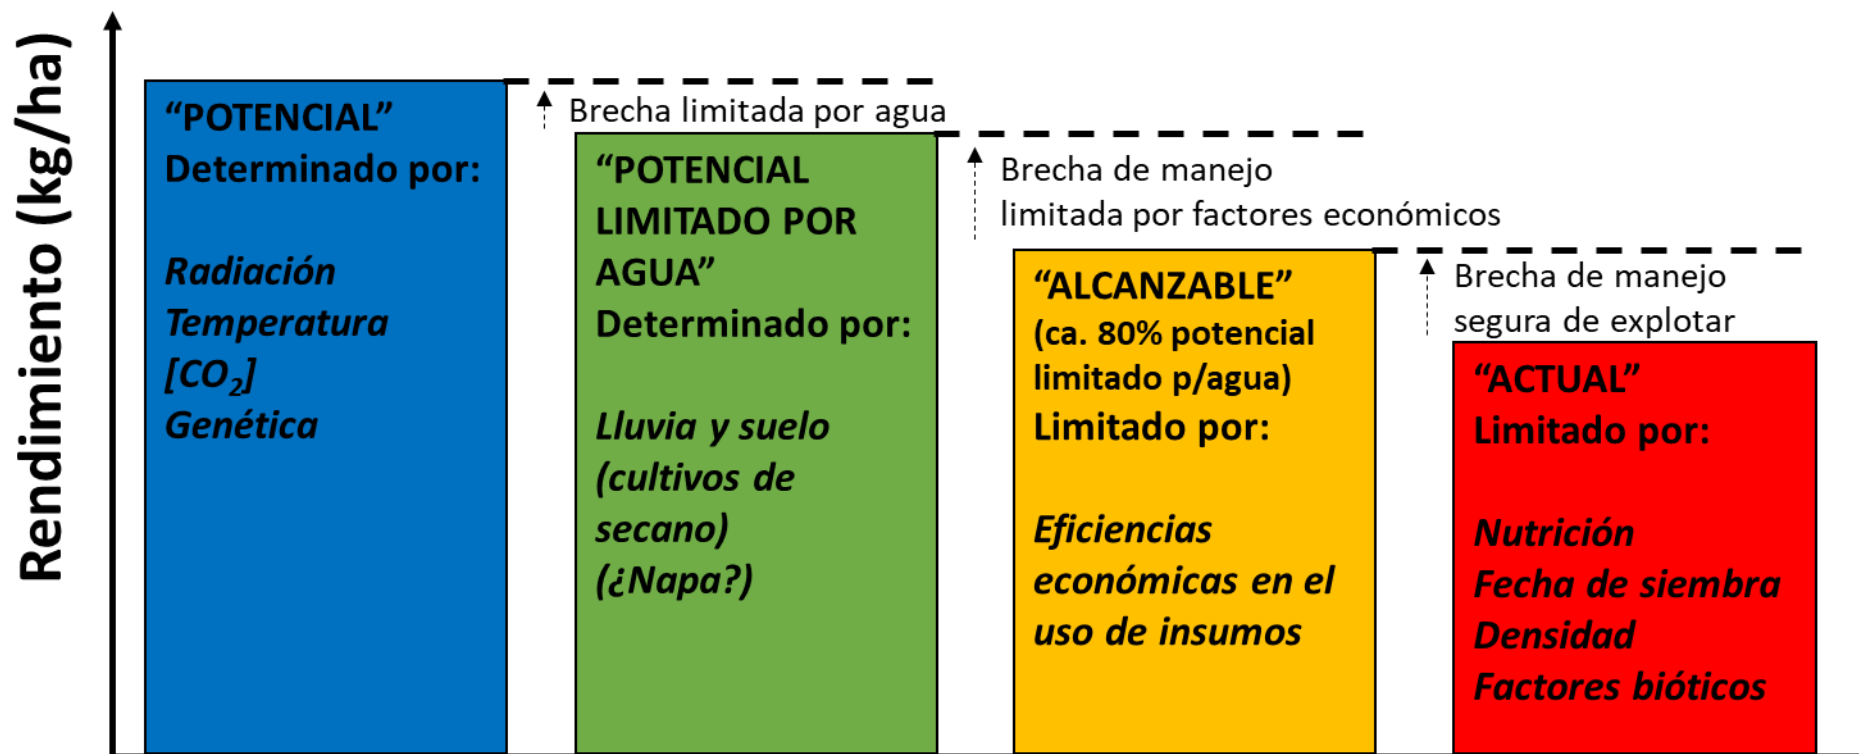 Rendimiento (kg/ha)
“POTENCIAL”
Determinado por:
Radiación
Temperatura
[CO₂]
Genética
Brecha limitada por agua
“POTENCIAL
LIMITADO POR
AGUA”
Determinado por:
Lluvia y suelo
(cultivos de
secano)
(¿Napa?)
Brecha de manejo
limitada por factores económicos
“ALCANZABLE”
(ca. 80% potencial
limitado p/agua)
Limitado por:
Eficiencias
económicas en el
uso de insumos
Brecha de manejo
segura de explotar
“ACTUAL”
Limitado por:
Nutrición
Fecha de siembra
Densidad
Factores bióticos